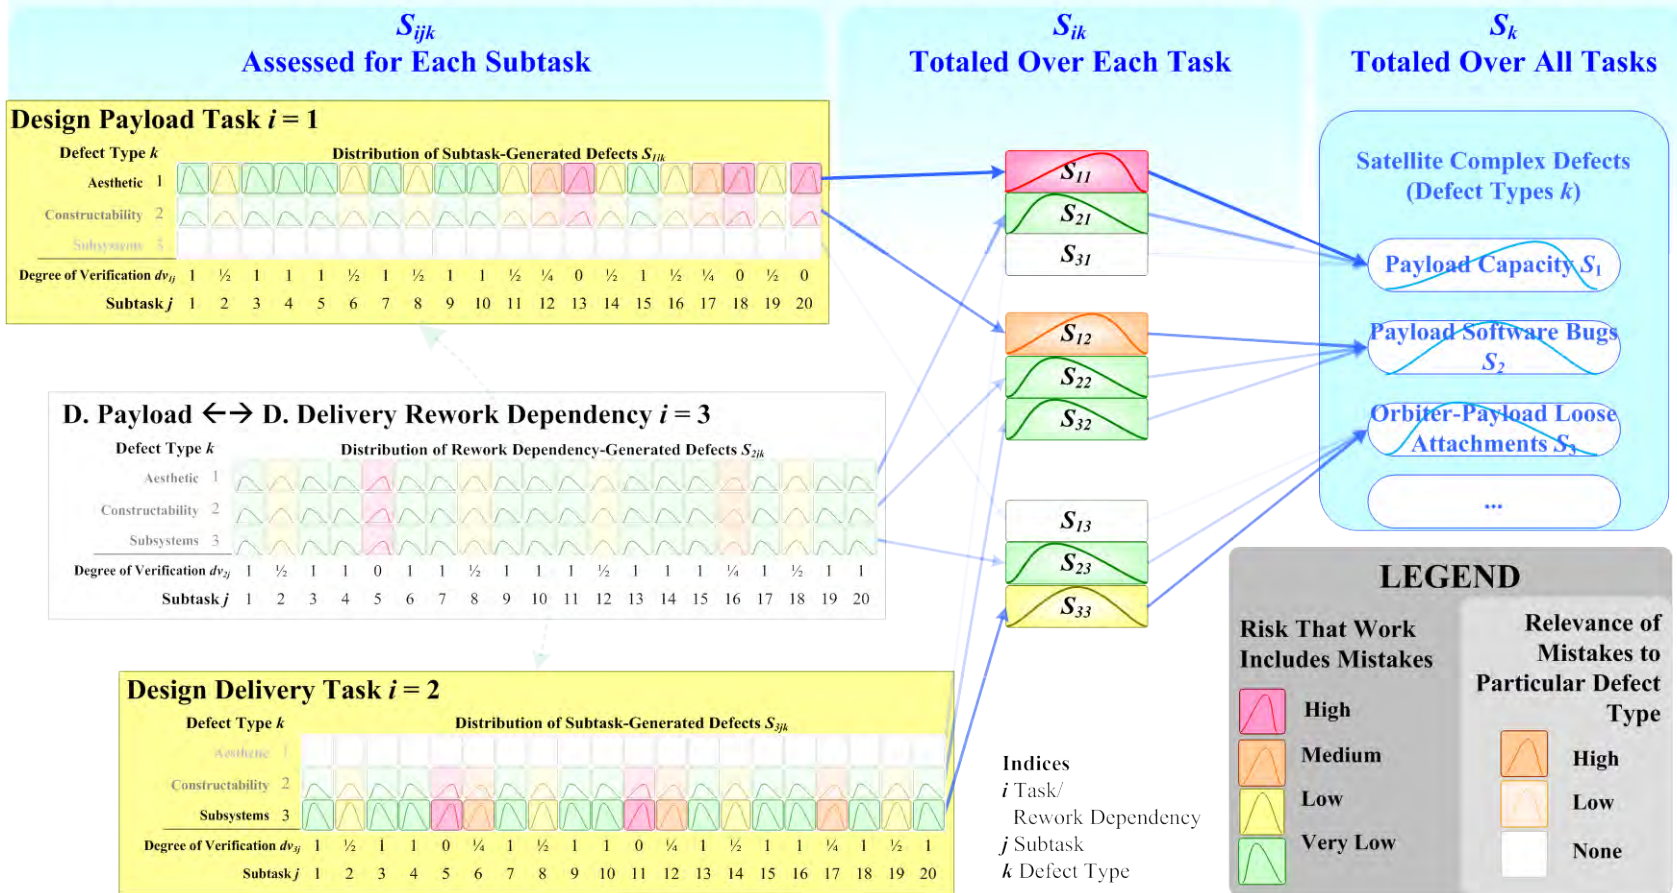 S_ijk
Assessed for Each Subtask
S_ik
Totaled Over Each Task
S_k
Totaled Over All Tasks
Design Payload Task i = 1
Defect Type k
Distribution of Subtask-Generated Defects S_1jk
Aesthetic 1
Constructability 2
Subsystems 3
Degree of Verification dv_1j 1 ½ 1 1 1 ½ 1 ½ 1 1 ½ ¼ 0 ½ 1 ½ ¼ 0 ½ 0
Subtask j 1 2 3 4 5 6 7 8 9 10 11 12 13 14 15 16 17 18 19 20
D. Payload ←→ D. Delivery Rework Dependency i = 3
Defect Type k
Distribution of Rework Dependency-Generated Defects S_2jk
Aesthetic 1
Constructability 2
Subsystems 3
Degree of Verification dv_2j 1 ½ 1 1 0 1 1 ½ 1 1 1 ½ 1 1 1 ¼ 1 ½ 1 1
Subtask j 1 2 3 4 5 6 7 8 9 10 11 12 13 14 15 16 17 18 19 20
Design Delivery Task i = 2
Defect Type k
Distribution of Subtask-Generated Defects S_3jk
Aesthetic 1
Constructability 2
Subsystems 3
Degree of Verification dv_3j 1 ½ 1 1 0 ¼ 1 ½ 1 1 0 ¼ 1 ½ 1 1 ¼ 1 ½ 1
Subtask j 1 2 3 4 5 6 7 8 9 10 11 12 13 14 15 16 17 18 19 20
S_11
S_21
S_31
S_12
S_22
S_32
S_13
S_23
S_33
Satellite Complex Defects
(Defect Types k)
Payload Capacity S_1
Payload Software Bugs
S_2
Orbiter-Payload Loose
Attachments S_3
...
Indices
i Task/
Rework Dependency
j Subtask
k Defect Type
LEGEND
Risk That Work
Includes Mistakes
High
Medium
Low
Very Low
Relevance of
Mistakes to
Particular Defect
Type
High
Low
None